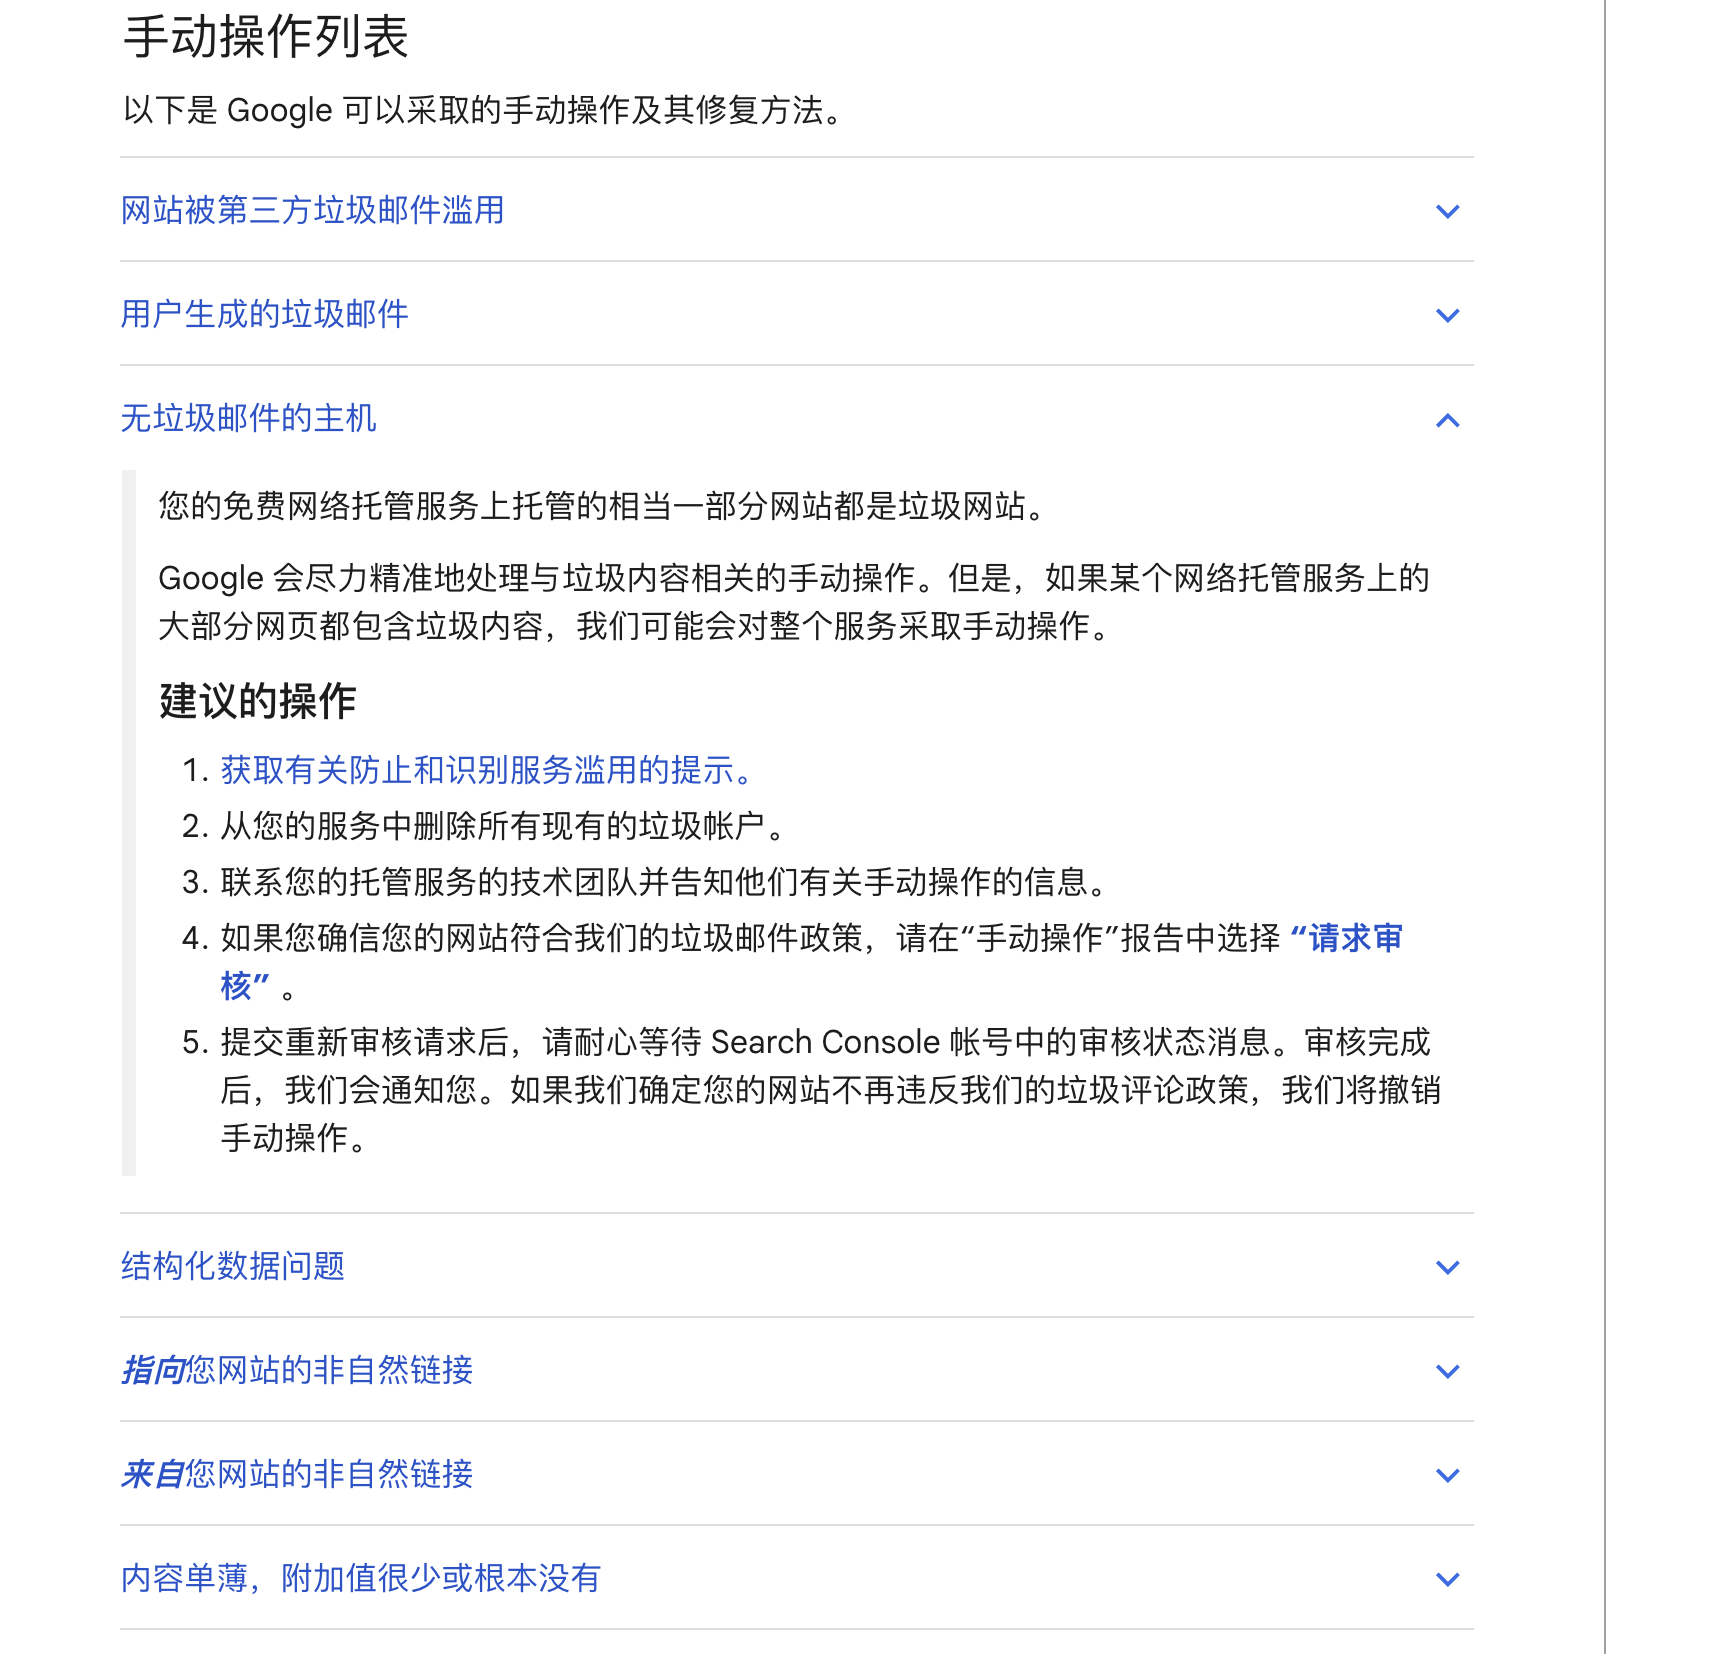 手动操作列表
以下是 Google 可以采取的手动操作及其修复方法。
网站被第三方垃圾邮件滥用
用户生成的垃圾邮件
无垃圾邮件的主机
您的免费网络托管服务上托管的相当一部分网站都是垃圾网站。
Google 会尽力精准地处理与垃圾内容相关的手动操作。但是，如果某个网络托管服务上的
大部分网页都包含垃圾内容，我们可能会对整个服务采取手动操作。
建议的操作
1. 获取有关防止和识别服务滥用的提示。
2. 从您的服务中删除所有现有的垃圾帐户。
3. 联系您的托管服务的技术团队并告知他们有关手动操作的信息。
4. 如果您确信您的网站符合我们的垃圾邮件政策，请在“手动操作”报告中选择 “请求审
核” 。
5. 提交重新审核请求后，请耐心等待 Search Console 帐号中的审核状态消息。审核完成
后，我们会通知您。如果我们确定您的网站不再违反我们的垃圾评论政策，我们将撤销
手动操作。
结构化数据问题
指向您网站的非自然链接
来自您网站的非自然链接
内容单薄，附加值很少或根本没有